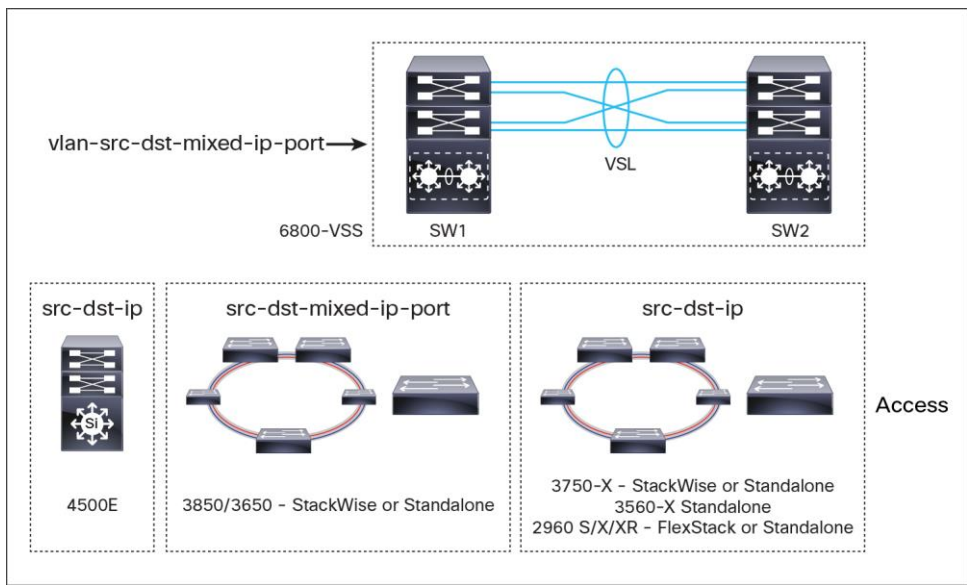 vlan-src-dst-mixed-ip-port
VSL
6800-VSS
SW1
SW2
src-dst-ip
src-dst-mixed-ip-port
src-dst-ip
Si
Access
4500E
3850/3650 - StackWise or Standalone
3750-X - StackWise or Standalone
3560-X Standalone
2960 S/X/XR - FlexStack or Standalone